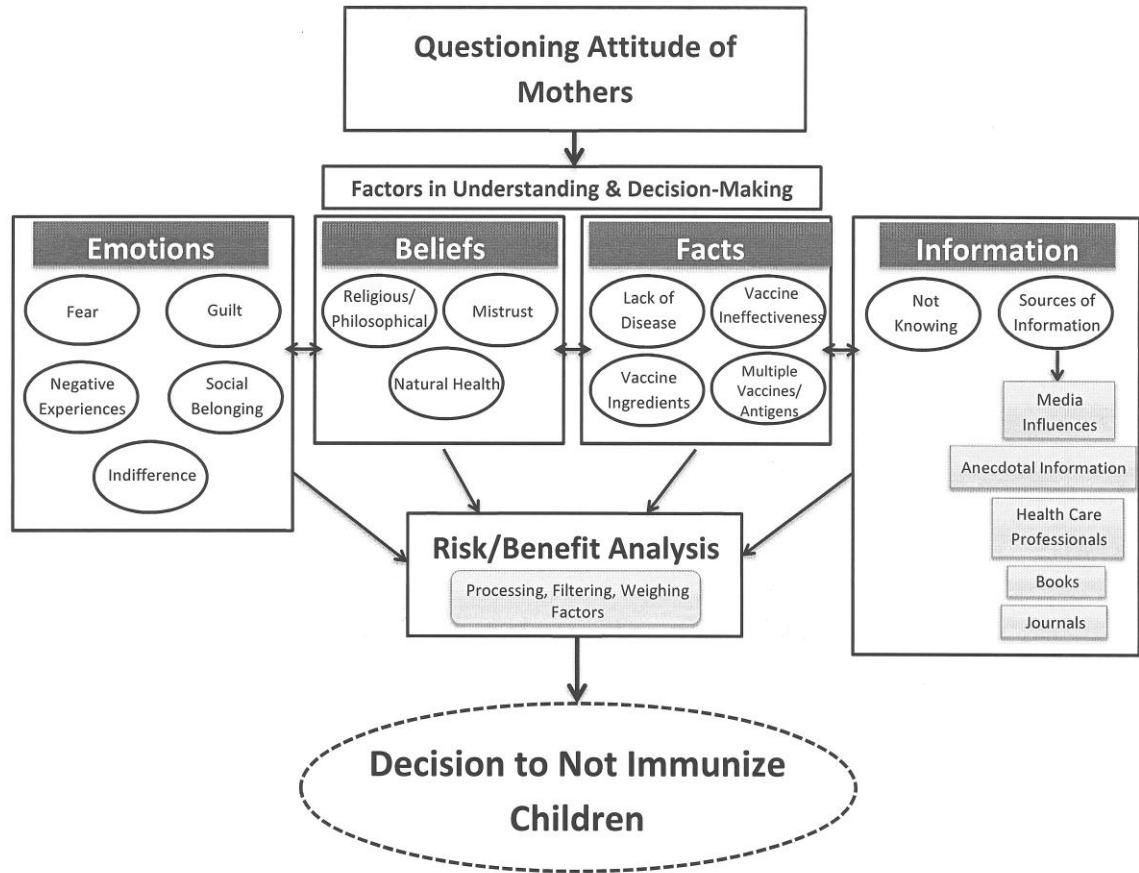 Questioning Attitude of
Mothers
Factors in Understanding & Decision-Making
Emotions
Fear
Guilt
Negative
Experiences
Social
Belonging
Indifference
Beliefs
Religious/
Philosophical
Mistrust
Natural Health
Facts
Lack of
Disease
Vaccine
Ineffectiveness
Vaccine
Ingredients
Multiple
Vaccines/
Antigens
Information
Not
Knowing
Sources of
Information
Media
Influences
Anecdotal Information
Health Care
Professionals
Books
Journals
Risk/Benefit Analysis
Processing, Filtering, Weighing
Factors
Decision to Not Immunize
Children